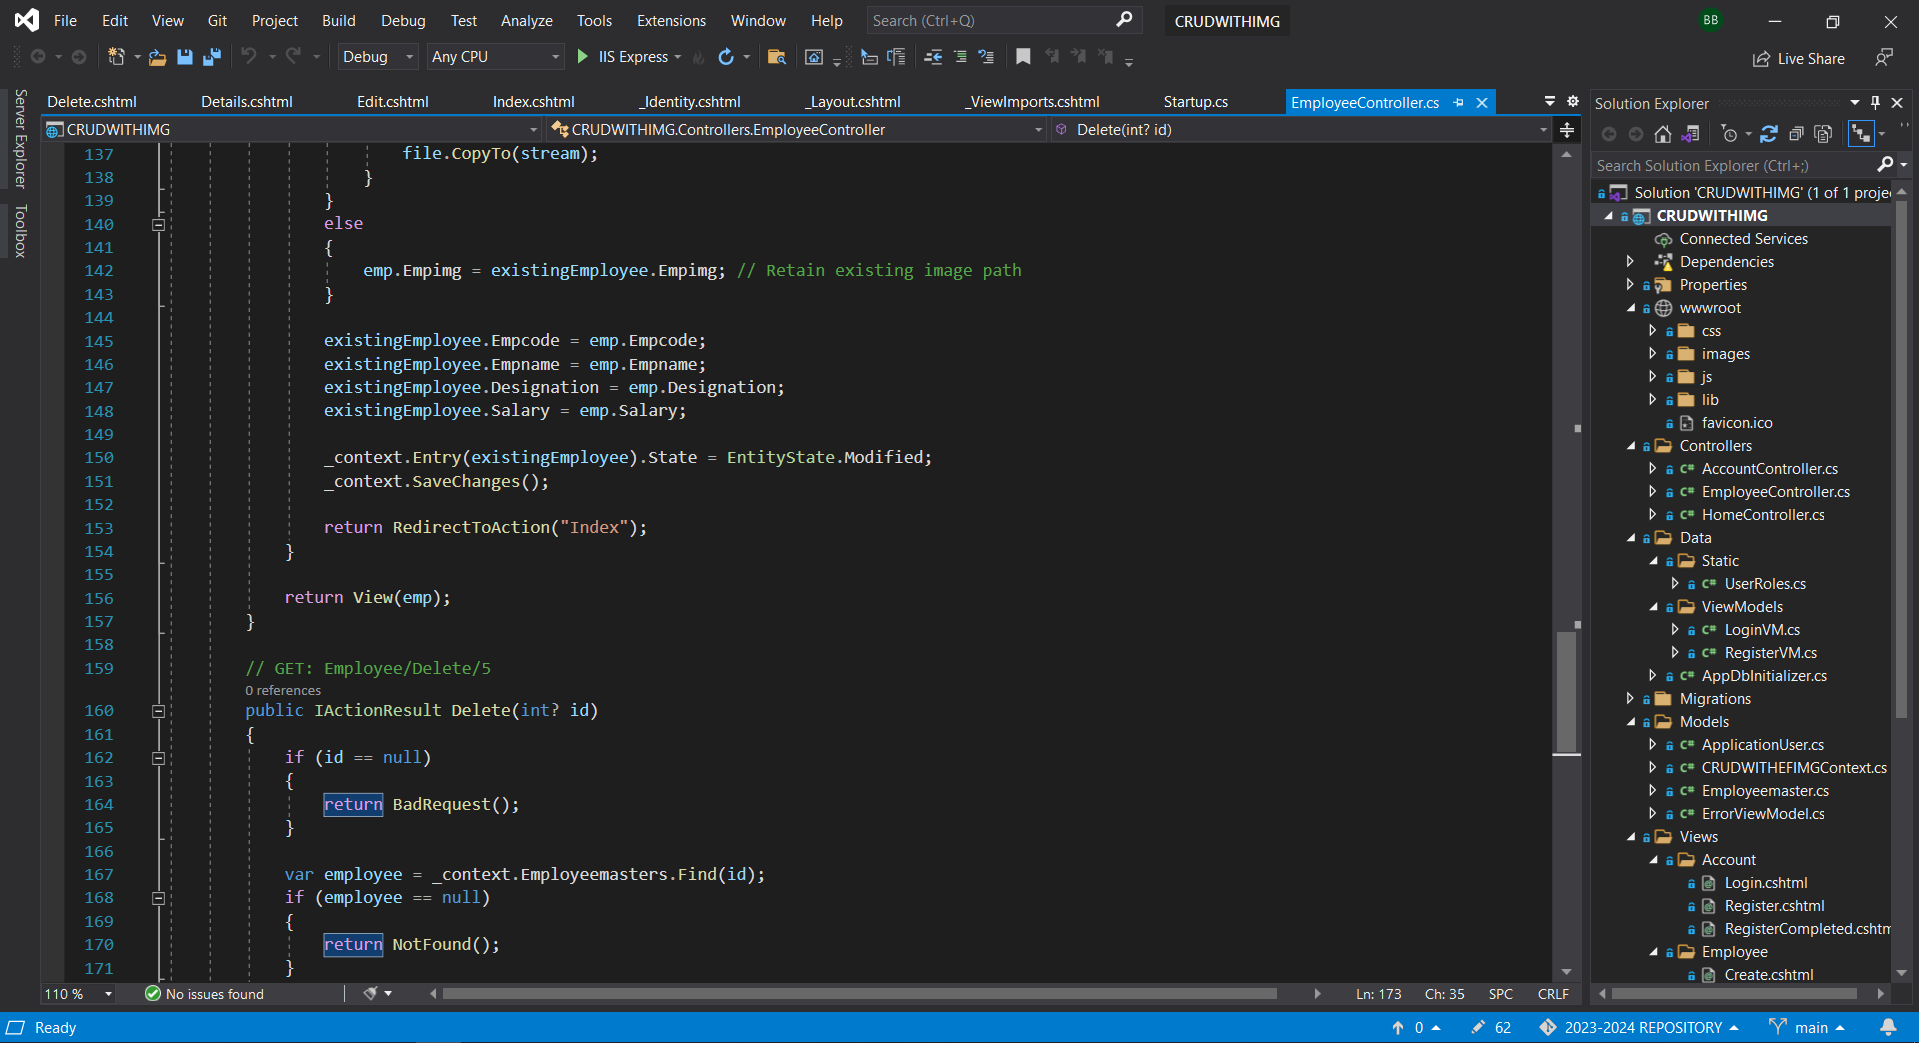 File Edit View Git Project Build Debug Test Analyze Tools Extensions Window Help Search (Ctrl+Q) CRUDWITHIMG BB
Debug Any CPU IIS Express Live Share
Server Explorer
Toolbox
Delete.cshtml Details.cshtml Edit.cshtml Index.cshtml _Identity.cshtml _Layout.cshtml _ViewImports.cshtml Startup.cs EmployeeController.cs
CRUDWITHIMG CRUDWITHIMG.Controllers.EmployeeController Delete(int? id)
137 file.CopyTo(stream);
138 }
139 }
140 else
141 {
142 emp.Empimg = existingEmployee.Empimg; // Retain existing image path
143 }
144
145 existingEmployee.Empcode = emp.Empcode;
146 existingEmployee.Empname = emp.Empname;
147 existingEmployee.Designation = emp.Designation;
148 existingEmployee.Salary = emp.Salary;
149
150 _context.Entry(existingEmployee).State = EntityState.Modified;
151 _context.SaveChanges();
152
153 return RedirectToAction("Index");
154 }
155
156 return View(emp);
157 }
158
159 // GET: Employee/Delete/5
0 references
160 public IActionResult Delete(int? id)
161 {
162 if (id == null)
163 {
164 return BadRequest();
165 }
166
167 var employee = _context.Employeemasters.Find(id);
168 if (employee == null)
169 {
170 return NotFound();
171 }
110 % No issues found Ln: 173 Ch: 35 SPC CRLF
Solution Explorer
Search Solution Explorer (Ctrl+;)
Solution 'CRUDWITHIMG' (1 of 1 proje
CRUDWITHIMG
Connected Services
Dependencies
Properties
wwwroot
css
images
js
lib
favicon.ico
Controllers
AccountController.cs
EmployeeController.cs
HomeController.cs
Data
Static
UserRoles.cs
ViewModels
LoginVM.cs
RegisterVM.cs
AppDbInitializer.cs
Migrations
Models
ApplicationUser.cs
CRUDWITHEFIMGContext.cs
Employeemaster.cs
ErrorViewModel.cs
Views
Account
Login.cshtml
Register.cshtml
RegisterCompleted.cshtm
Employee
Create.cshtml
Ready 0 62 2023-2024 REPOSITORY main